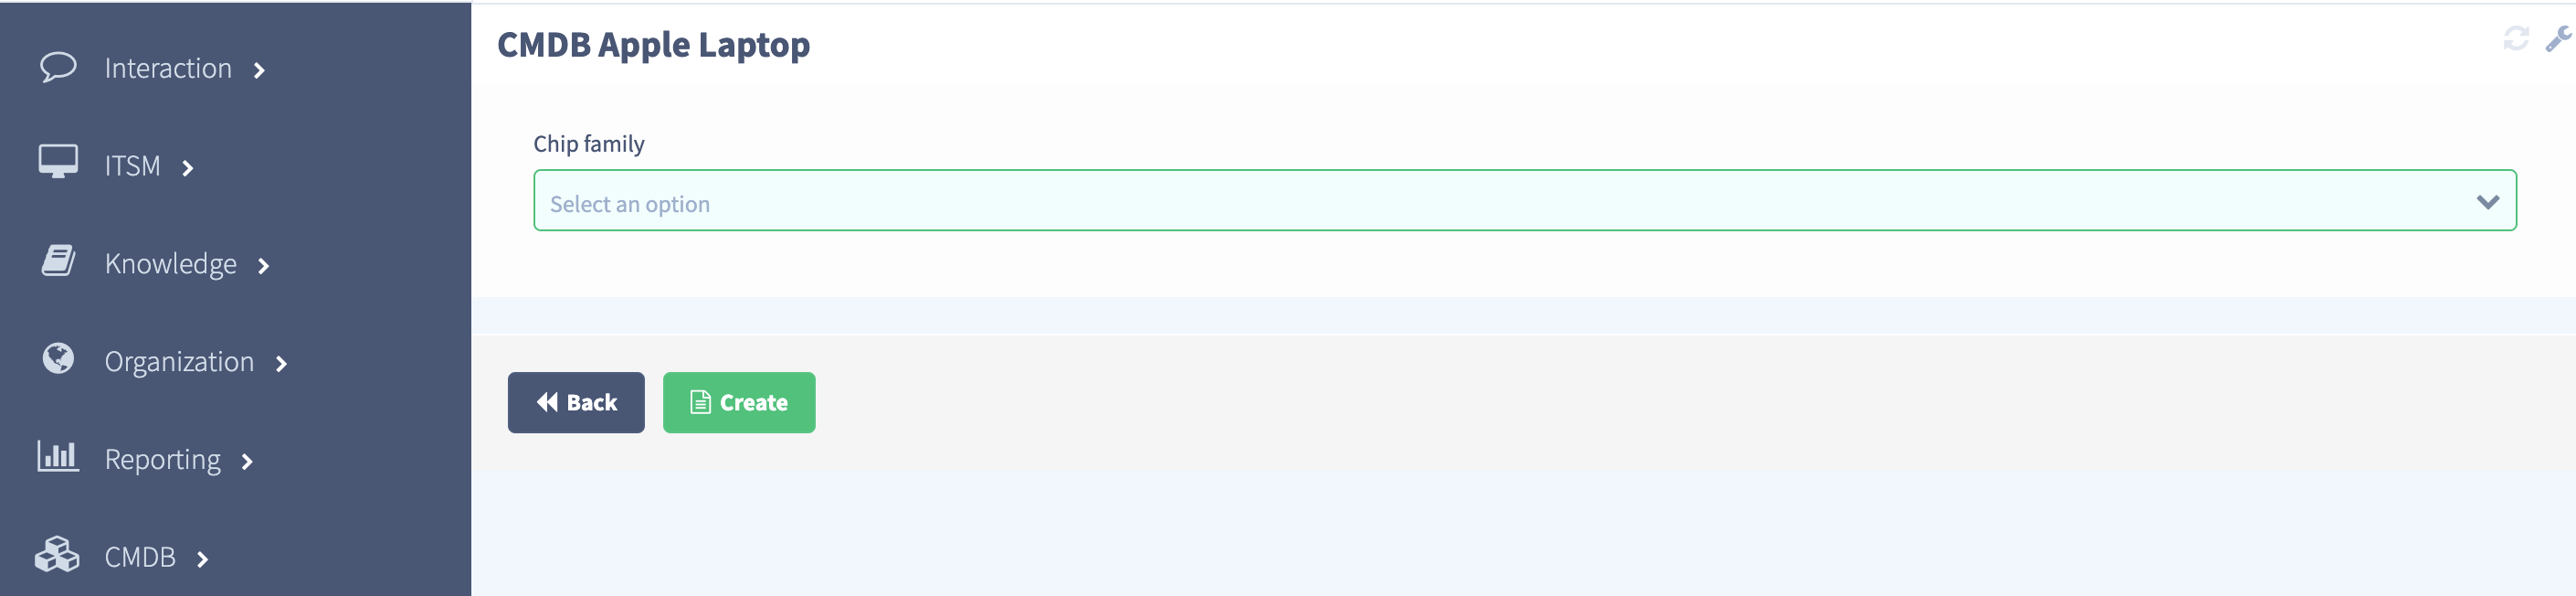 CMDB Apple Laptop
Interaction
ITSM
Knowledge
Organization
Reporting
CMDB
Chip family
Select an option
Back
Create